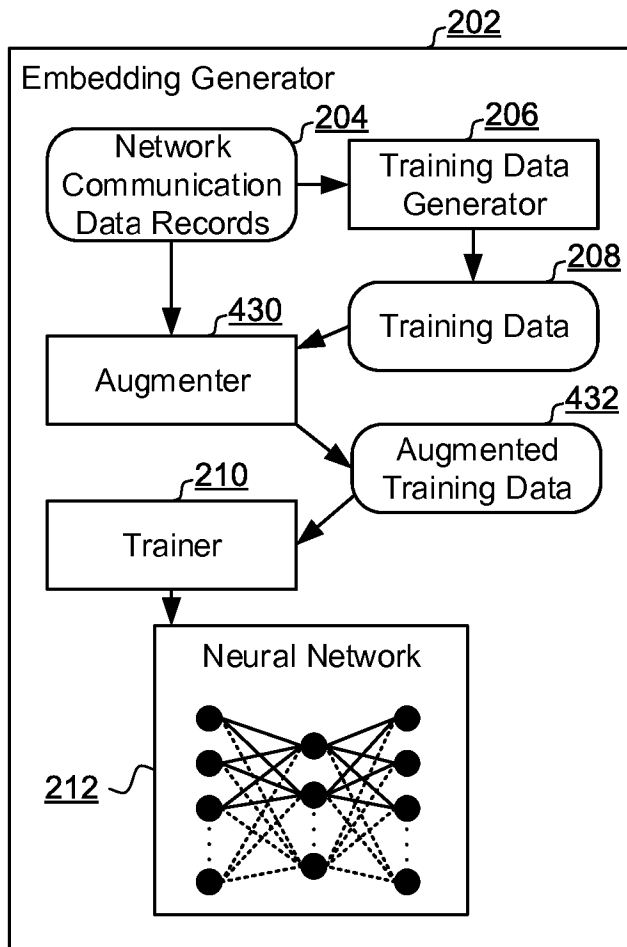 202
Embedding Generator
204
Network
Communication
Data Records
206
Training Data
Generator
208
Training Data
430
Augmenter
432
Augmented
Training Data
210
Trainer
Neural Network
212